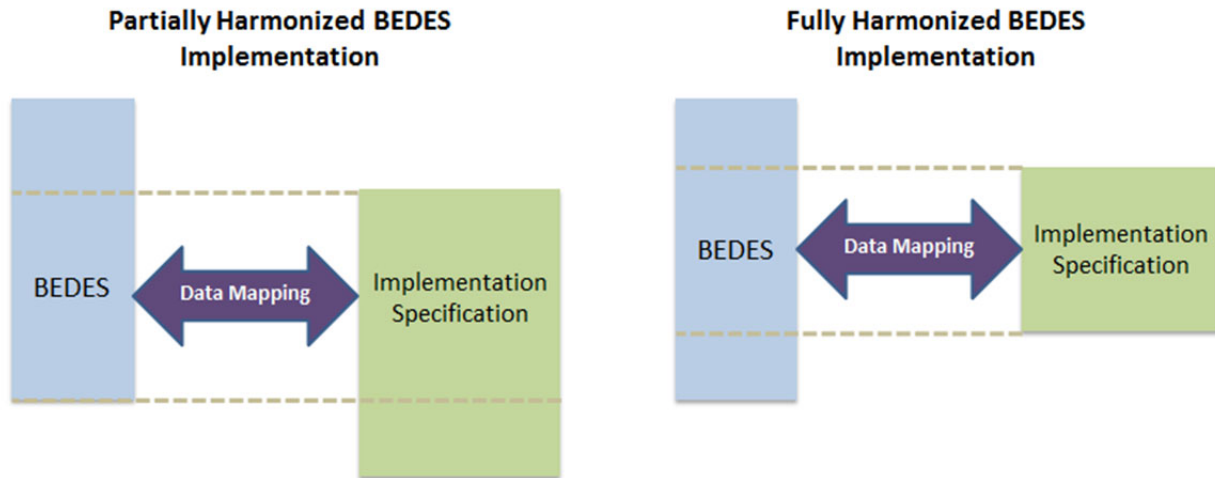 Partially Harmonized BEDES
Implementation
BEDES
Data Mapping
Implementation
Specification
Fully Harmonized BEDES
Implementation
BEDES
Data Mapping
Implementation
Specification